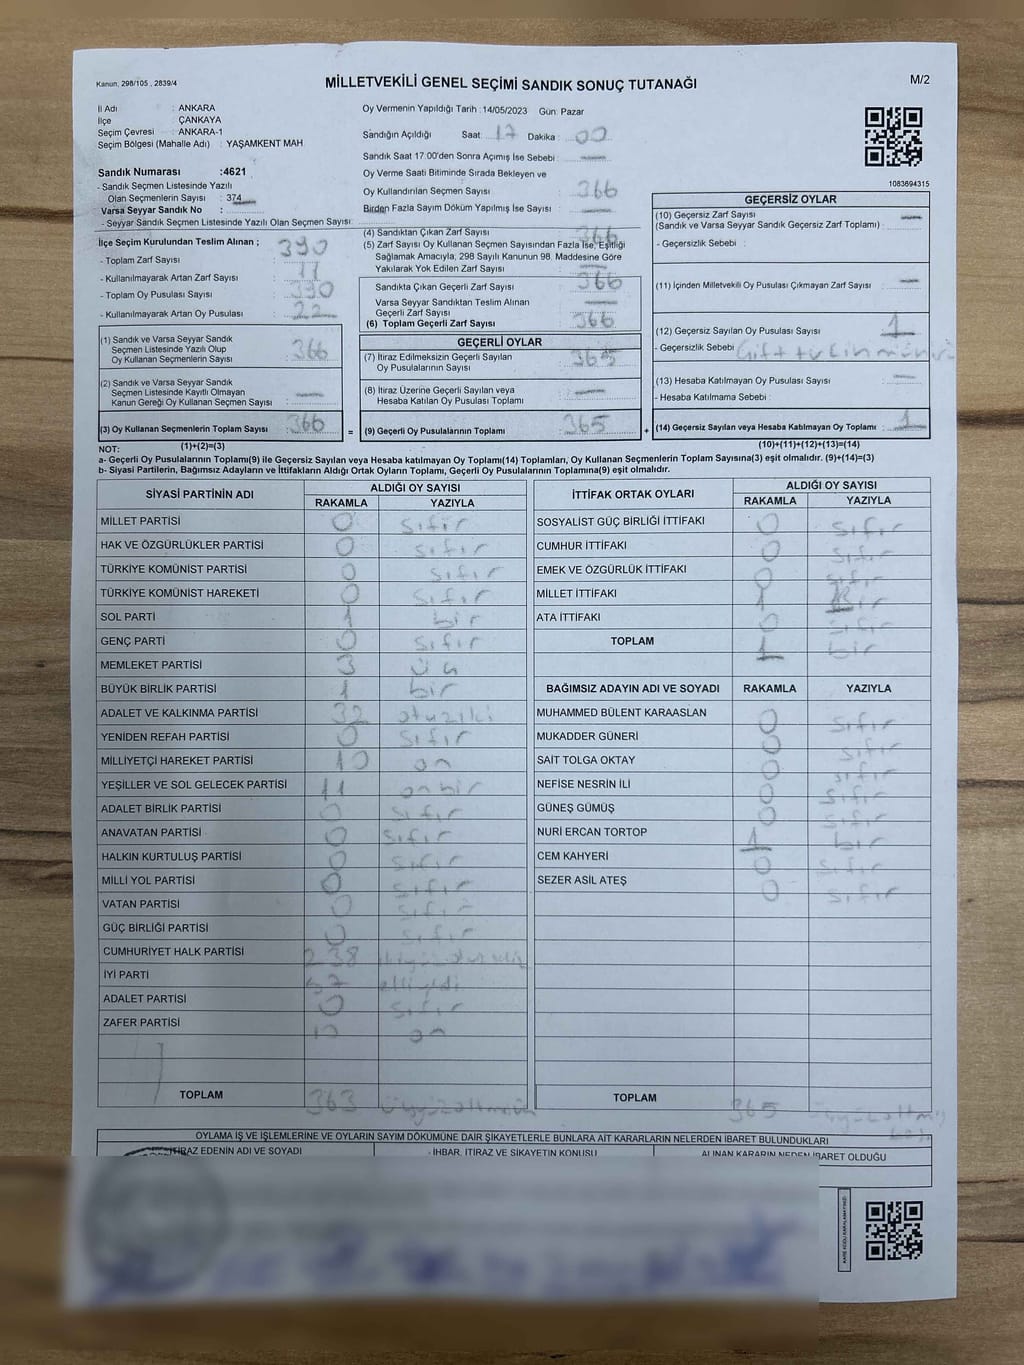 Kanun, 298/105 , 2839/4
MİLLETVEKİLİ GENEL SEÇİMİ SANDIK SONUÇ TUTANAĞI
M/2
İl Adı : ANKARA
İlçe : ÇANKAYA
Seçim Çevresi : ANKARA-1
Seçim Bölgesi (Mahalle Adı) : YAŞAMKENT MAH.
Oy Vermenin Yapıldığı Tarih : 14/05/2023 Gün: Pazar
Sandığın Açıldığı Saat: 17 Dakika : 00
Sandık Saat 17.00'den Sonra Açımış İse Sebebi :
Oy Verme Saati Bitiminde Sırada Bekleyen ve
Oy Kullandırılan Seçmen Sayısı : 366
Birden Fazla Sayım Döküm Yapılmış İse Sayısı :
1083694315
Sandık Numarası :4621
- Sandık Seçmen Listesinde Yazılı
Olan Seçmenlerin Sayısı : 374
Varsa Seyyar Sandık No :
- Seyyar Sandık Seçmen Listesinde Yazılı Olan Seçmen Sayısı:
İlçe Seçim Kurulundan Teslim Alınan ;
- Toplam Zarf Sayısı : 390
- Kullanılmayarak Artan Zarf Sayısı : 11
- Toplam Oy Pusulası Sayısı : 390
- Kullanılmayarak Artan Oy Pusulası : 22
(1) Sandık ve Varsa Seyyar Sandık
Seçmen Listesinde Yazılı Olup
Oy Kullanan Seçmenlerin Sayısı : 366
(2) Sandık ve Varsa Seyyar Sandık
Seçmen Listesinde Kayıtlı Olmayan
Kanun Gereği Oy Kullanan Seçmen Sayısı :
(3) Oy Kullanan Seçmenlerin Toplam Sayısı : 366
(4) Sandıktan Çıkan Zarf Sayısı : 366
(5) Zarf Sayısı Oy Kullanan Seçmen Sayısından Fazla İse, Eşitliği
Sağlamak Amacıyla, 298 Sayılı Kanunun 98. Maddesine Göre
Yakılarak Yok Edilen Zarf Sayısı :
Sandıkta Çıkan Geçerli Zarf Sayısı : 366
Varsa Seyyar Sandıktan Teslim Alınan
Geçerli Zarf Sayısı :
(6) Toplam Geçerli Zarf Sayısı : 366
GEÇERLİ OYLAR
(7) İtiraz Edilmeksizin Geçerli Sayılan
Oy Pusulalarının Sayısı : 365
(8) İtiraz Üzerine Geçerli Sayılan veya
Hesaba Katılan Oy Pusulası Toplamı :
= (9) Geçerli Oy Pusulalarının Toplamı : 365
GEÇERSİZ OYLAR
(10) Geçersiz Zarf Sayısı
(Sandık ve Varsa Seyyar Sandık Geçersiz Zarf Toplamı) :
- Geçersizlik Sebebi :
(11) İçinden Milletvekili Oy Pusulası Çıkmayan Zarf Sayısı :
(12) Geçersiz Sayılan Oy Pusulası Sayısı : 1
- Geçersizlik Sebebi :
(13) Hesaba Katılmayan Oy Pusulası Sayısı :
- Hesaba Katılmama Sebebi :
+ (14) Geçersiz Sayılan veya Hesaba Katılmayan Oy Toplamı : 1
NOT: (1)+(2)=(3)
(10)+(11)+(12)+(13)=(14)
a- Geçerli Oy Pusulalarının Toplamı(9) ile Geçersiz Sayılan veya Hesaba katılmayan Oy Toplamı(14) Toplamları, Oy Kullanan Seçmenlerin Toplam Sayısına(3) eşit olmalıdır. (9)+(14)=(3)
b- Siyasi Partilerin, Bağımsız Adayların ve İttifakların Aldığı Ortak Oyların Toplamı, Geçerli Oy Pusulalarının Toplamına(9) eşit olmalıdır.
SİYASİ PARTİNİN ADI ALDIĞI OY SAYISI
RAKAMLA YAZIYLA
MİLLET PARTİSİ 0 sıfır
HAK VE ÖZGÜRLÜKLER PARTİSİ 0 sıfır
TÜRKİYE KOMÜNİST PARTİSİ 0 sıfır
TÜRKİYE KOMÜNİST HAREKETİ 0 sıfır
SOL PARTİ 1 bir
GENÇ PARTİ 0 sıfır
MEMLEKET PARTİSİ 3 üç
BÜYÜK BİRLİK PARTİSİ 1 bir
ADALET VE KALKINMA PARTİSİ 32 otuziki
YENİDEN REFAH PARTİSİ 0 sıfır
MİLLİYETÇİ HAREKET PARTİSİ 10 on
YEŞİLLER VE SOL GELECEK PARTİSİ 11 onbir
ADALET BİRLİK PARTİSİ 0 sıfır
ANAVATAN PARTİSİ 0 sıfır
HALKIN KURTULUŞ PARTİSİ 0 sıfır
MİLLİ YOL PARTİSİ 0 sıfır
VATAN PARTİSİ 0 sıfır
GÜÇ BİRLİĞİ PARTİSİ 0 sıfır
CUMHURİYET HALK PARTİSİ 238 ikiyüzotuzsekiz
İYİ PARTİ 57 elliyedi
ADALET PARTİSİ 0 sıfır
ZAFER PARTİSİ 10 on
TOPLAM 363 üçyüzaltmışüç
İTTİFAK ORTAK OYLARI ALDIĞI OY SAYISI
RAKAMLA YAZIYLA
SOSYALİST GÜÇ BİRLİĞİ İTTİFAKI 0 sıfır
CUMHUR İTTİFAKI 0 sıfır
EMEK VE ÖZGÜRLÜK İTTİFAKI 0 sıfır
MİLLET İTTİFAKI 1 bir
ATA İTTİFAKI 0 sıfır
TOPLAM 1 bir
BAĞIMSIZ ADAYIN ADI VE SOYADI RAKAMLA YAZIYLA
MUHAMMED BÜLENT KARAASLAN 0 sıfır
MUKADDER GÜNERİ 0 sıfır
SAİT TOLGA OKTAY 0 sıfır
NEFİSE NESRİN İLİ 0 sıfır
GÜNEŞ GÜMÜŞ 0 sıfır
NURİ ERCAN TORTOP 1 bir
CEM KAHYERİ 0 sıfır
SEZER ASİL ATEŞ 0 sıfır
TOPLAM 365 üçyüzaltmış beş
OYLAMA İŞ VE İŞLEMLERİNE VE OYLARIN SAYIM DÖKÜMÜNE DAİR ŞİKAYETLERLE BUNLARA AİT KARARLARIN NELERDEN İBARET BULUNDUKLARI
İTİRAZ EDENİN ADI VE SOYADI - İHBAR, İTİRAZ VE ŞİKAYETİN KONUSU ALINAN KARARIN NEDEN İBARET OLDUĞU